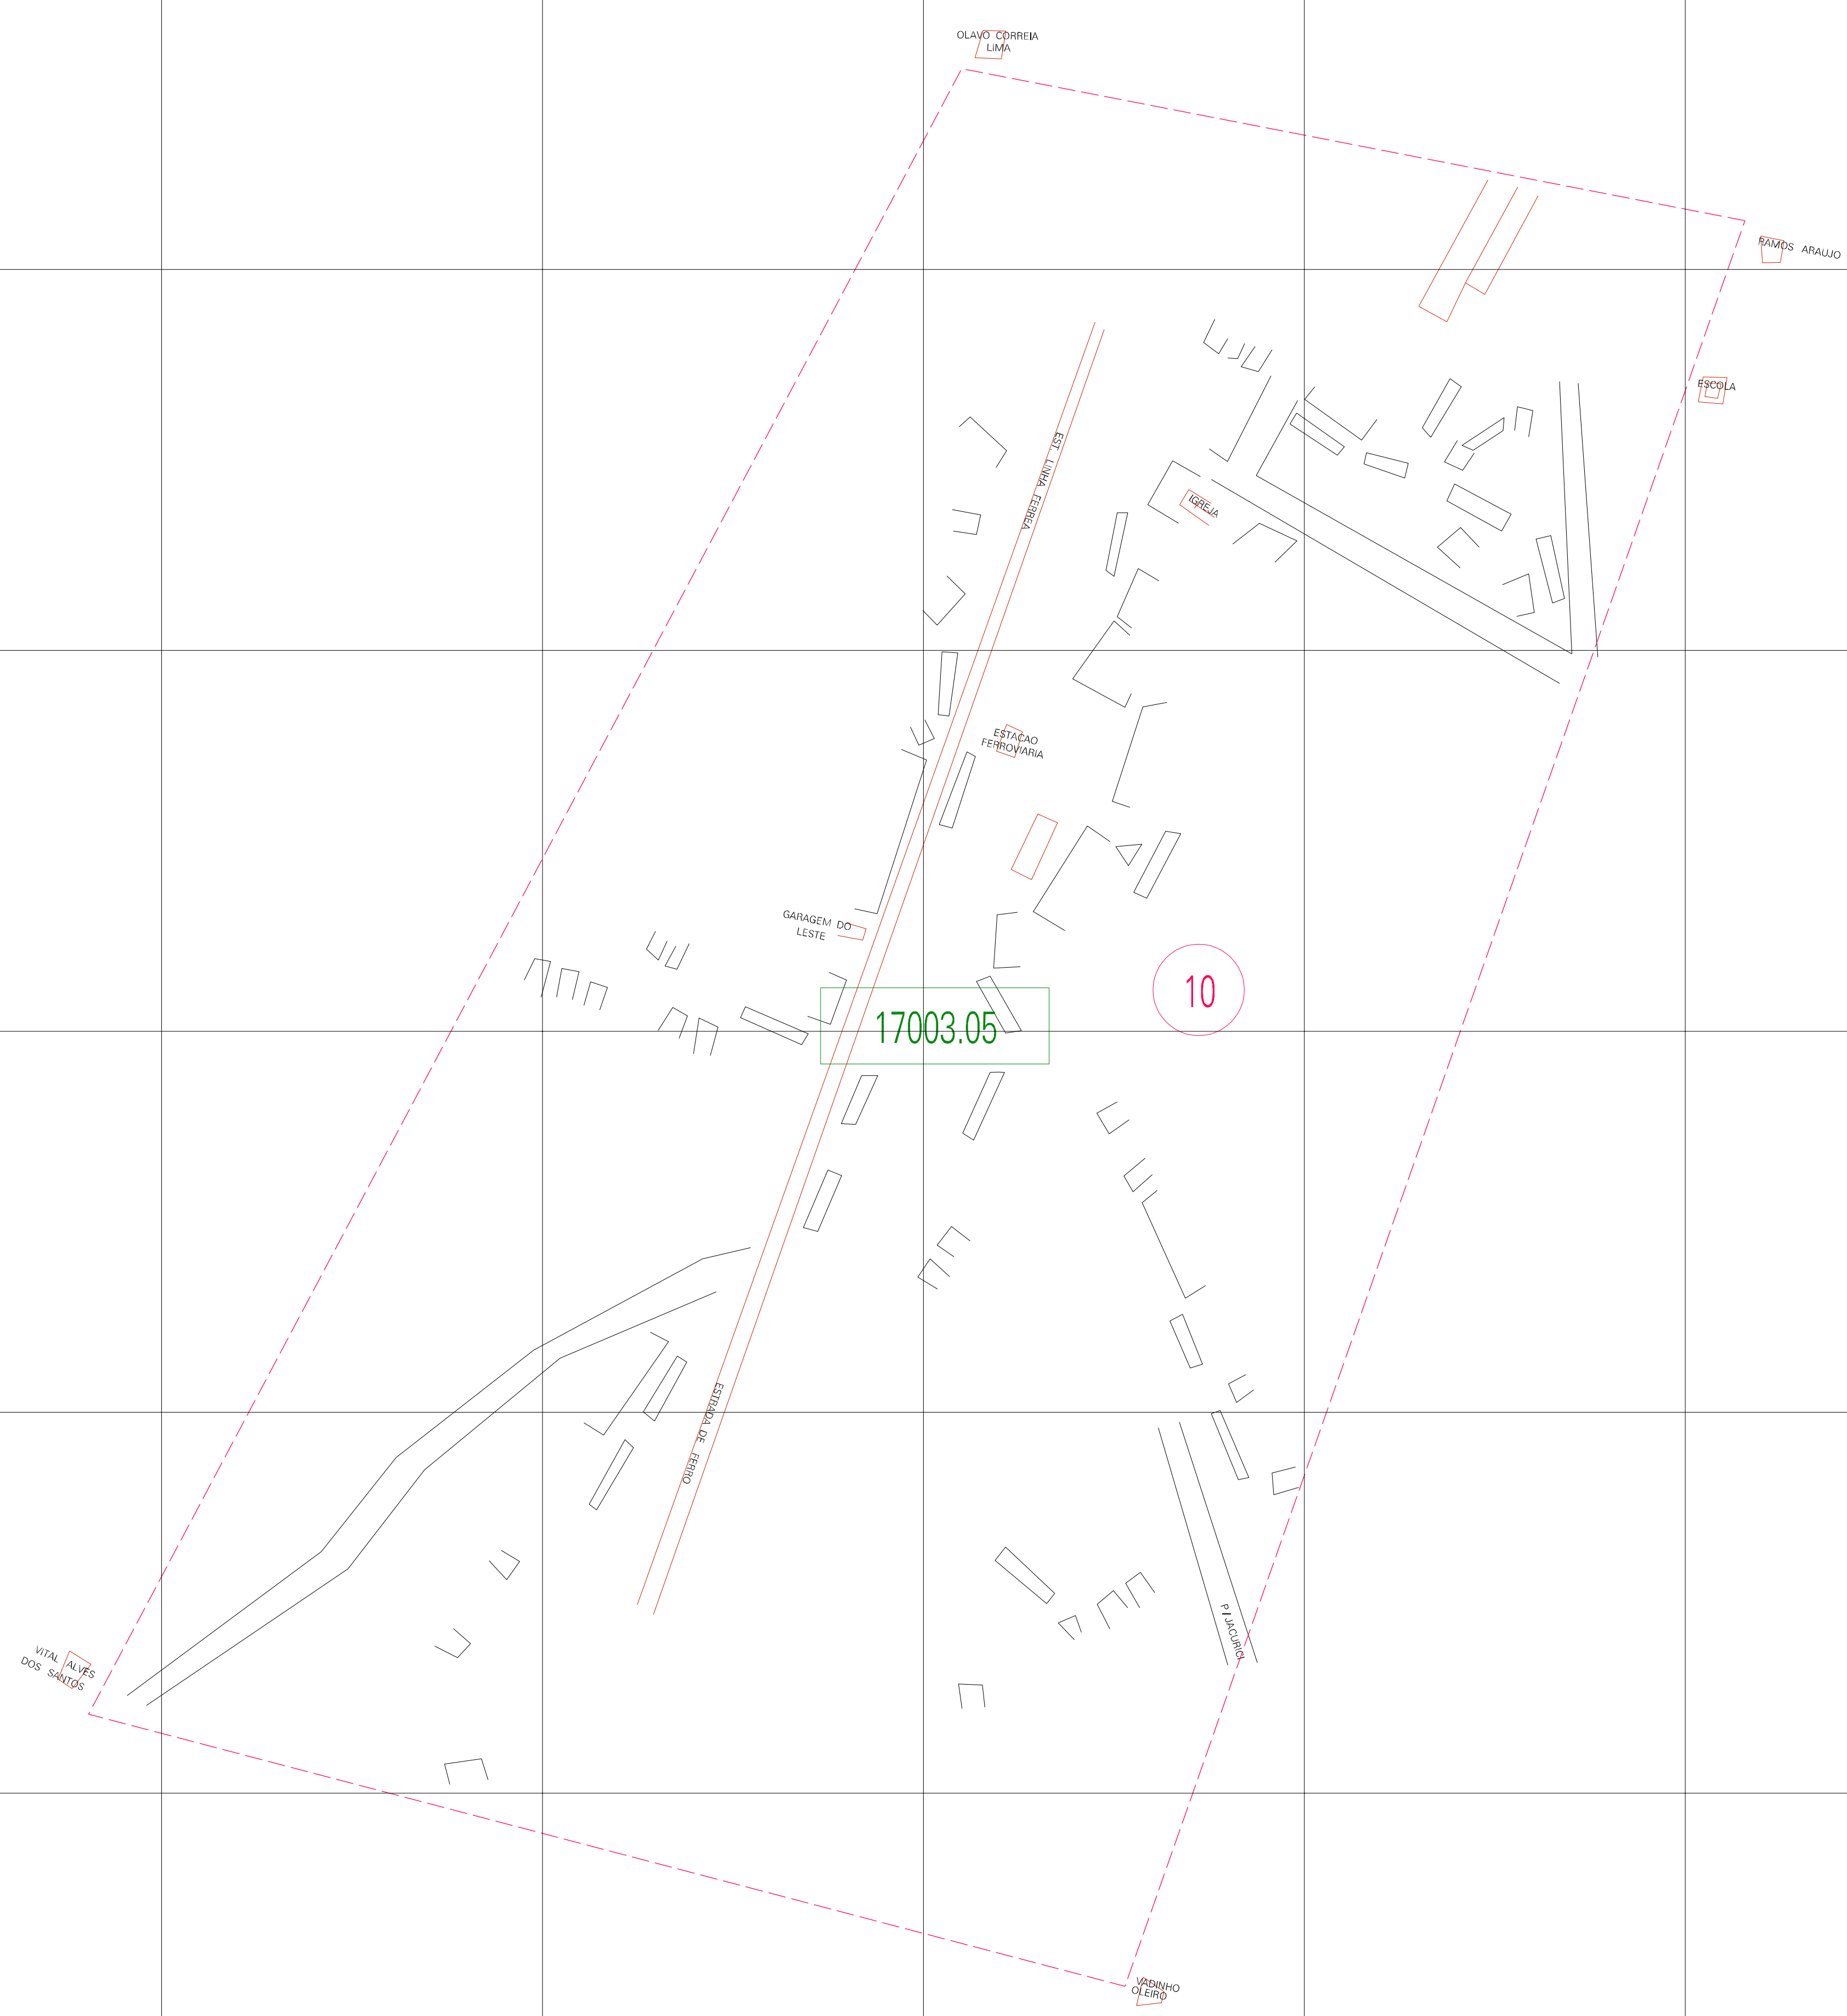 OLAVO CORREIA
LiMA
RAMOS ARAUJO
ESCOLA
EST. LINHA FERREA
IGREJA
ESTACAO
FERROVIARIA
GARAGEM DO
LESTE
10
17003.05
ESTRADA DE FERRO
P/JACURICI
VITAL ALVES
DOS SANTOS
VADINHO
OLEIRO